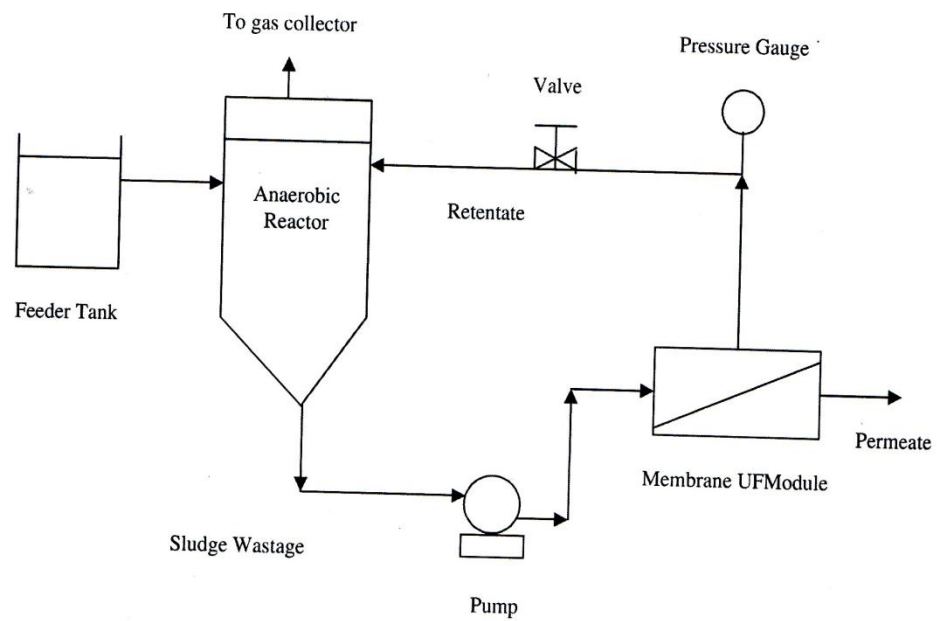 To gas collector
Pressure Gauge
Valve
Anaerobic
Reactor
Retentate
Feeder Tank
Permeate
Membrane UFModule
Sludge Wastage
Pump